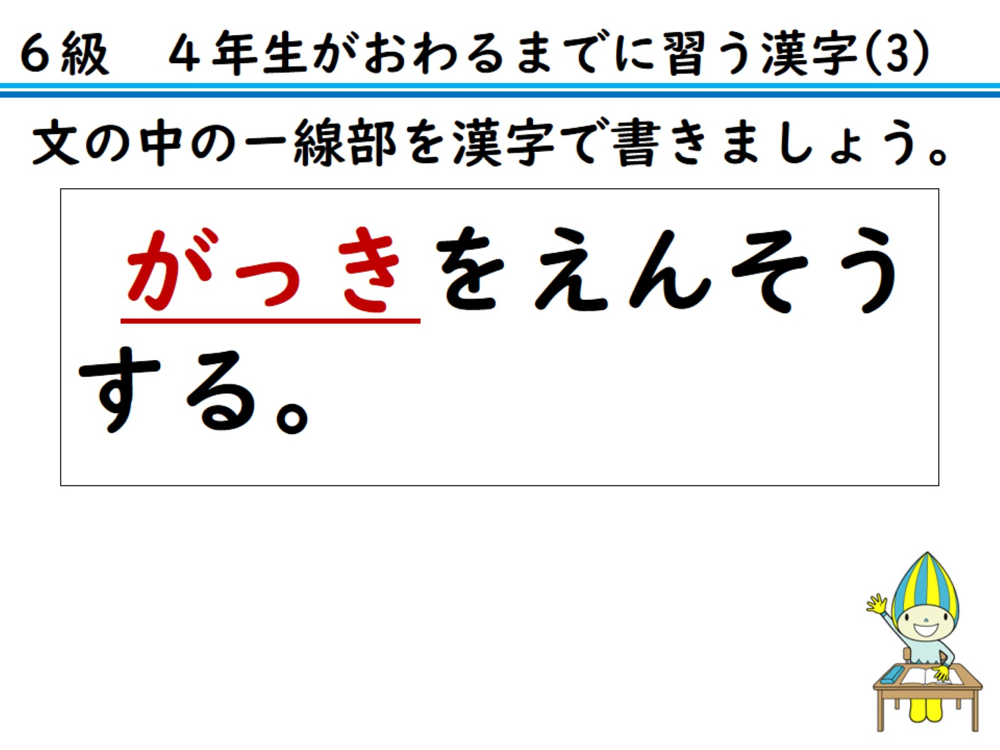 ６級　４年生がおわるまでに習う漢字(3)
文の中の一線部を漢字で書きましょう。
がっきをえんそう
する。